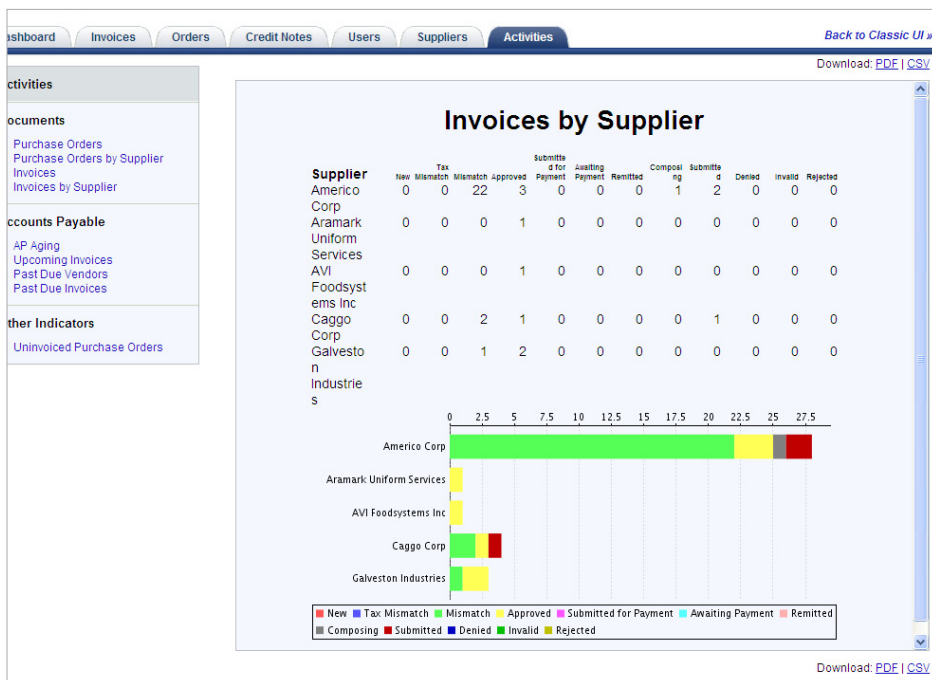 ashboard Invoices Orders Credit Notes Users Suppliers Activities Back to Classic UI »
Download: PDF | CSV
ctivities
ocuments
Purchase Orders
Purchase Orders by Supplier
Invoices
Invoices by Supplier
ccounts Payable
AP Aging
Upcoming Invoices
Past Due Vendors
Past Due Invoices
ther Indicators
Uninvoiced Purchase Orders
Invoices by Supplier
Submitte
Tax d for Awaiting Composi Submitte
Supplier New Mismatch Mismatch Approved Payment Payment Remitted ng d Denied Invalid Rejected
Americo 0 0 22 3 0 0 0 1 2 0 0 0
Corp
Aramark 0 0 0 1 0 0 0 0 0 0 0 0
Uniform
Services
AVI 0 0 0 1 0 0 0 0 0 0 0 0
Foodsyst
ems Inc
Caggo 0 0 2 1 0 0 0 0 1 0 0 0
Corp
Galvesto 0 0 1 2 0 0 0 0 0 0 0 0
n
Industrie
s
0 2.5 5 7.5 10 12.5 15 17.5 20 22.5 25 27.5
Americo Corp
Aramark Uniform Services
AVI Foodsystems Inc
Caggo Corp
Galveston Industries
New Tax Mismatch Mismatch Approved Submitted for Payment Awaiting Payment Remitted
Composing Submitted Denied Invalid Rejected
Download: PDF | CSV